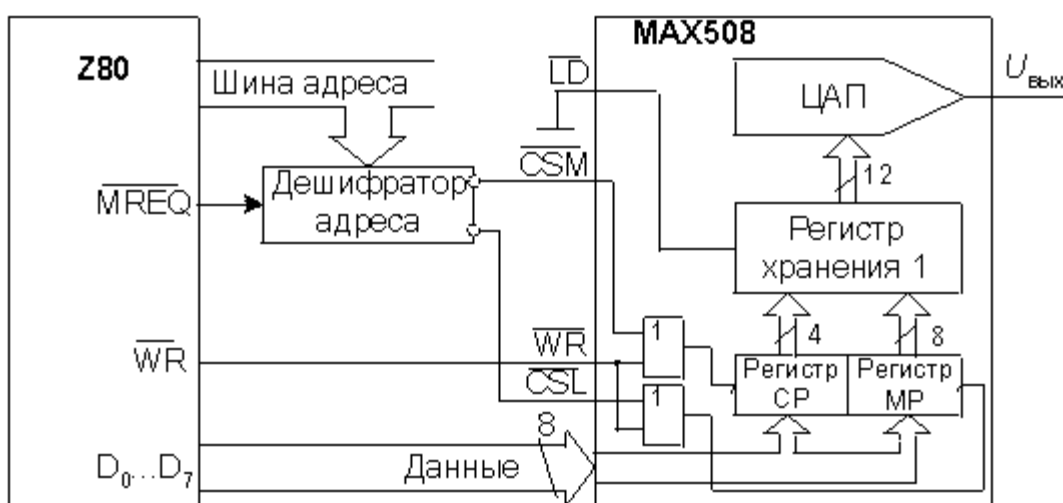 Z80
MAX508
Шина адреса
LD
ЦАП
Uвых
CSM
12
MREQ
Дешифратор
адреса
Регистр
хранения 1
4
8
WR
WR
1
CSL
1
Регистр
СР
Регистр
МР
8
D0...D7
Данные